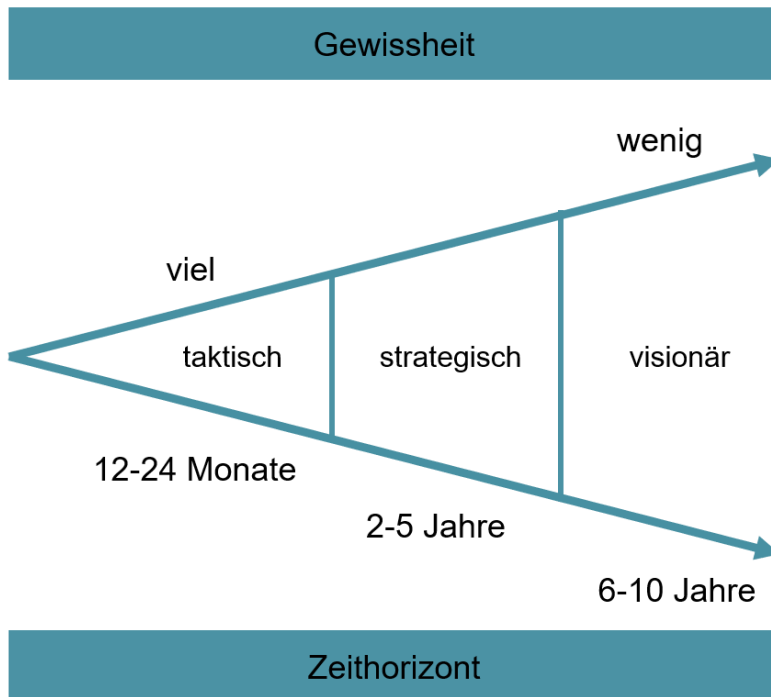 Gewissheit
wenig
viel
taktisch
strategisch
visionär
12-24 Monate
2-5 Jahre
6-10 Jahre
Zeithorizont